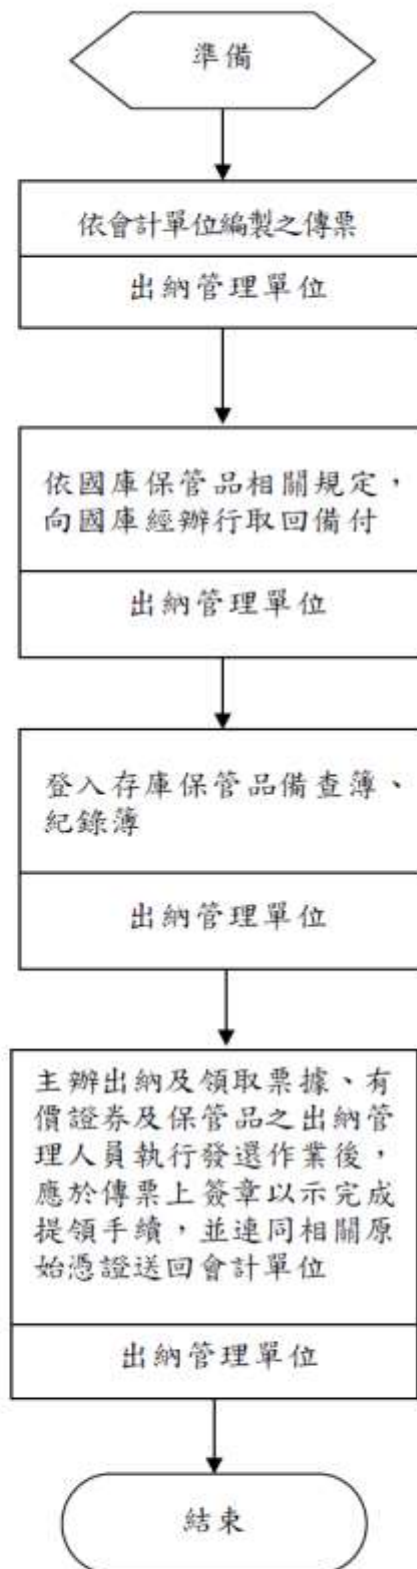 準備
依會計單位編製之傳票
出納管理單位
依國庫保管品相關規定，
向國庫經辦行取回備付
出納管理單位
登入存庫保管品備查簿、
紀錄簿
出納管理單位
主辦出納及領取票據、有
價證券及保管品之出納管
理人員執行發還作業後，
應於傳票上簽章以示完成
提領手續，並連同相關原
始憑證送回會計單位
出納管理單位
結束